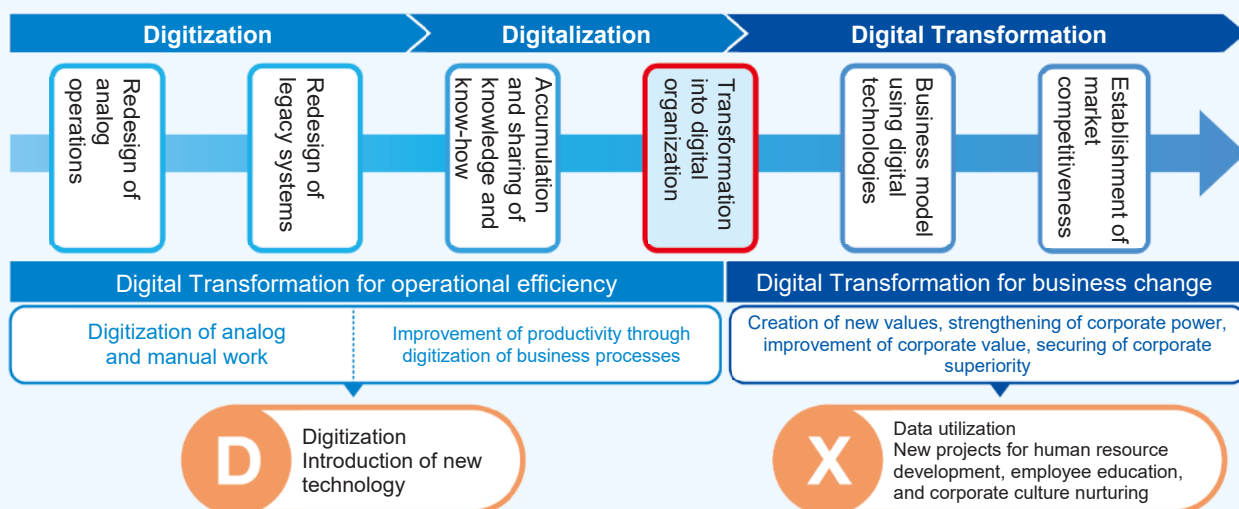 Digitization
Digitalization
Digital Transformation
Redesign of
analog
operations
Redesign of
legacy systems
Accumulation
and sharing of
knowledge and
know-how
Transformation
into digital
organization
Business model
using digital
technologies
Establishment of
market
competitiveness
Digital Transformation for operational efficiency
Digital Transformation for business change
Digitization of analog
and manual work
Improvement of productivity through
digitization of business processes
Creation of new values, strengthening of corporate power,
improvement of corporate value, securing of corporate
superiority
D
Digitization
Introduction of new
technology
X
Data utilization
New projects for human resource
development, employee education,
and corporate culture nurturing